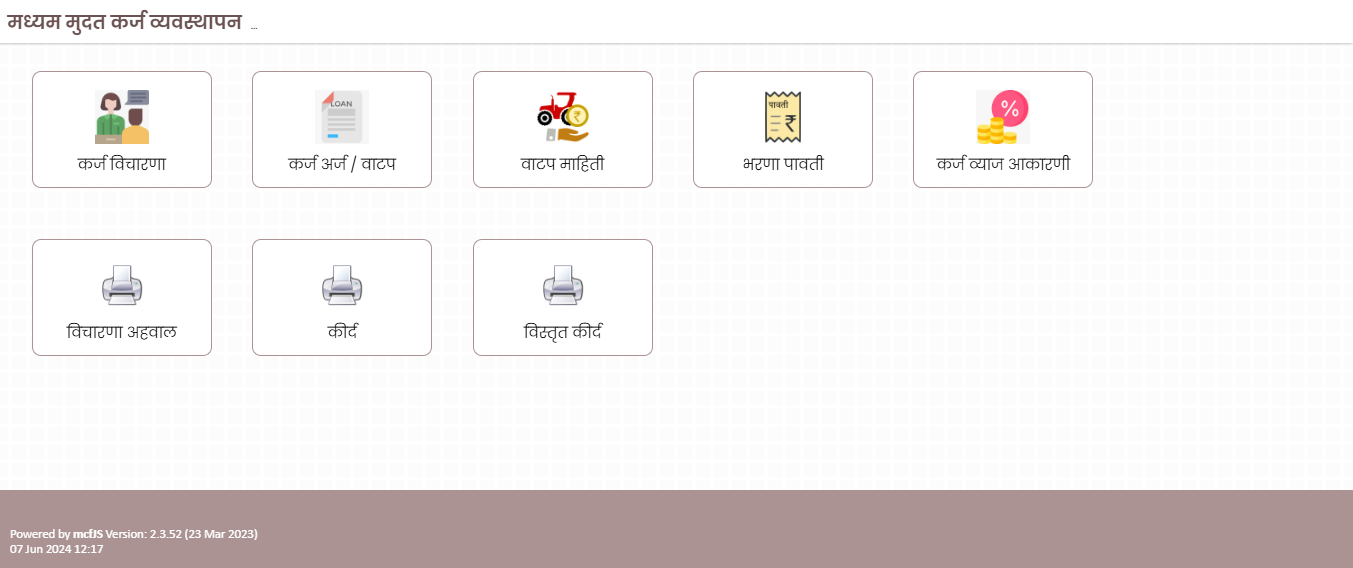 मध्यम मुदत कर्ज व्यवस्थापन ...
LOAN
पावती
₹
₹
%
कर्ज विचारणा
कर्ज अर्ज / वाटप
वाटप माहिती
भरणा पावती
कर्ज व्याज आकारणी
विचारणा अहवाल
कीर्द
विस्तृत कीर्द
Powered by mcfJS Version: 2.3.52 (23 Mar 2023)
07 Jun 2024 12:17